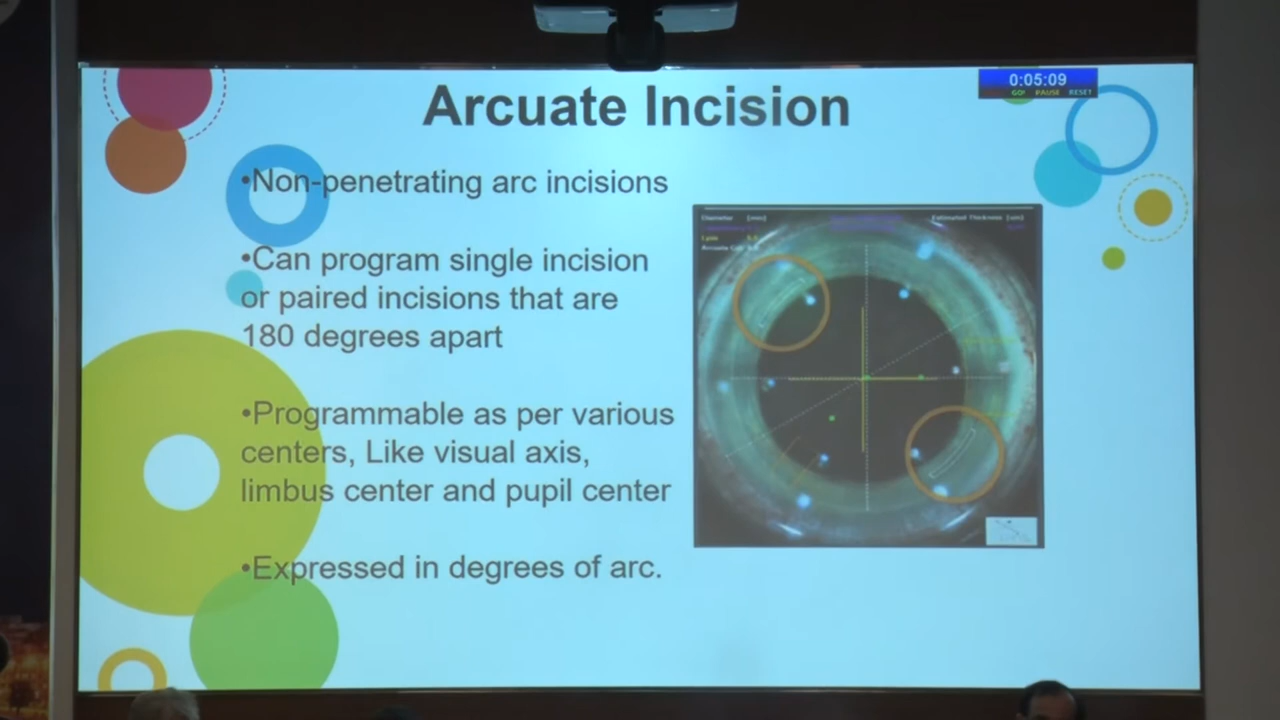 0:05:09
GO! PAUSE RESET
Arcuate Incision
•Non-penetrating arc incisions
•Can program single incision
or paired incisions that are
180 degrees apart
•Programmable as per various
centers, Like visual axis,
limbus center and pupil center
•Expressed in degrees of arc.
Diameter [mm] Estimated Thickness [um]